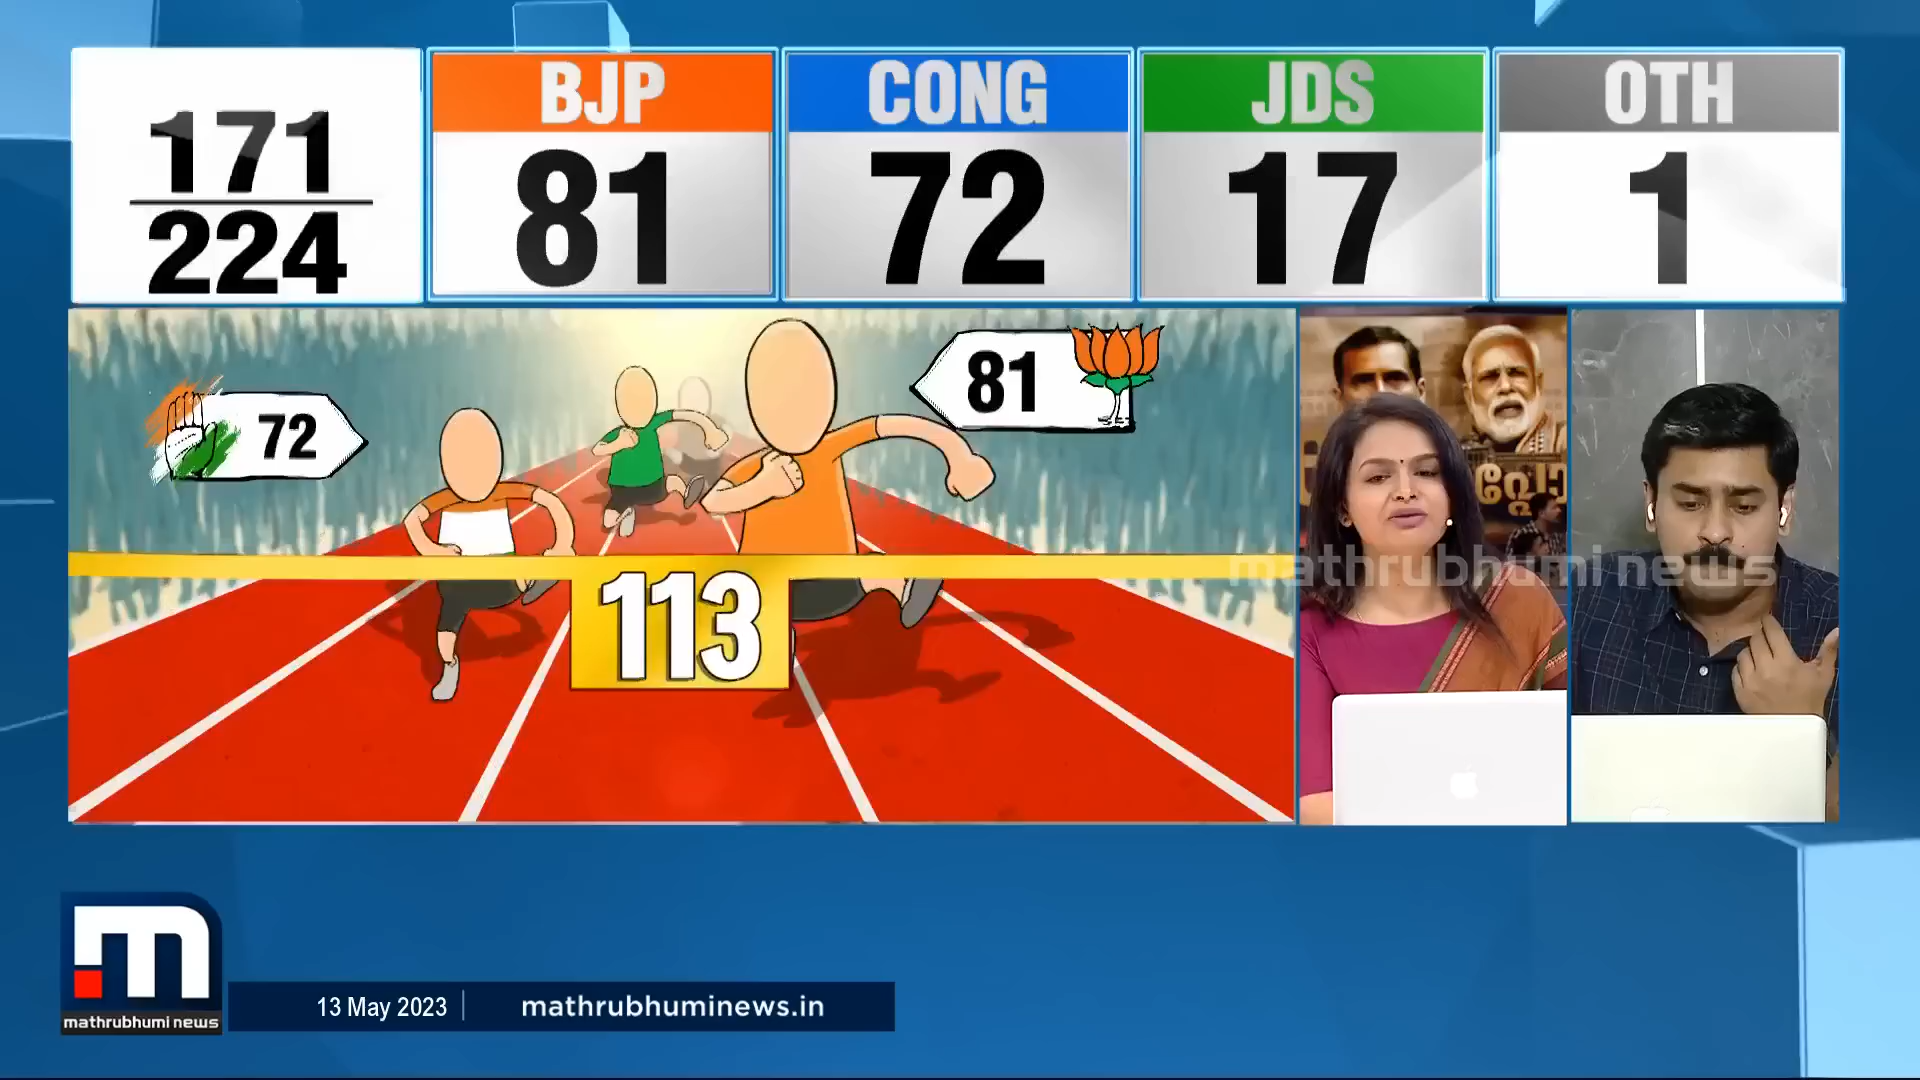 171
224
BJP
81
CONG
72
JDS
17
OTH
1
72
81
113
mathrubhumi news
mathrubhumi news
13 May 2023
mathrubhuminews.in